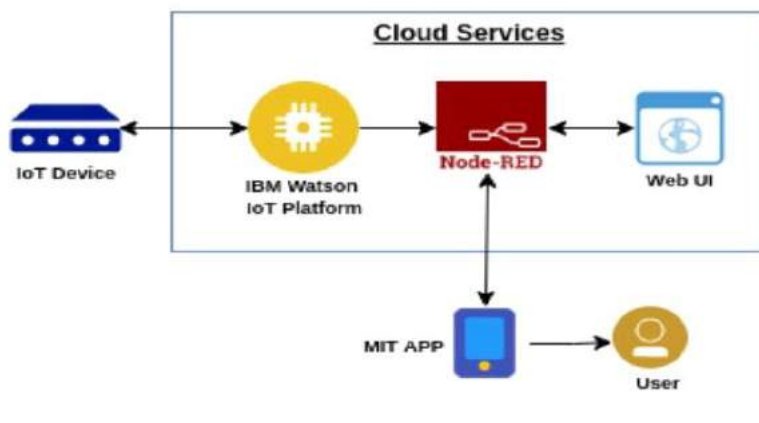 Cloud Services
IoT Device
IBM Watson
IoT Platform
Node-RED
Web UI
MIT APP
User